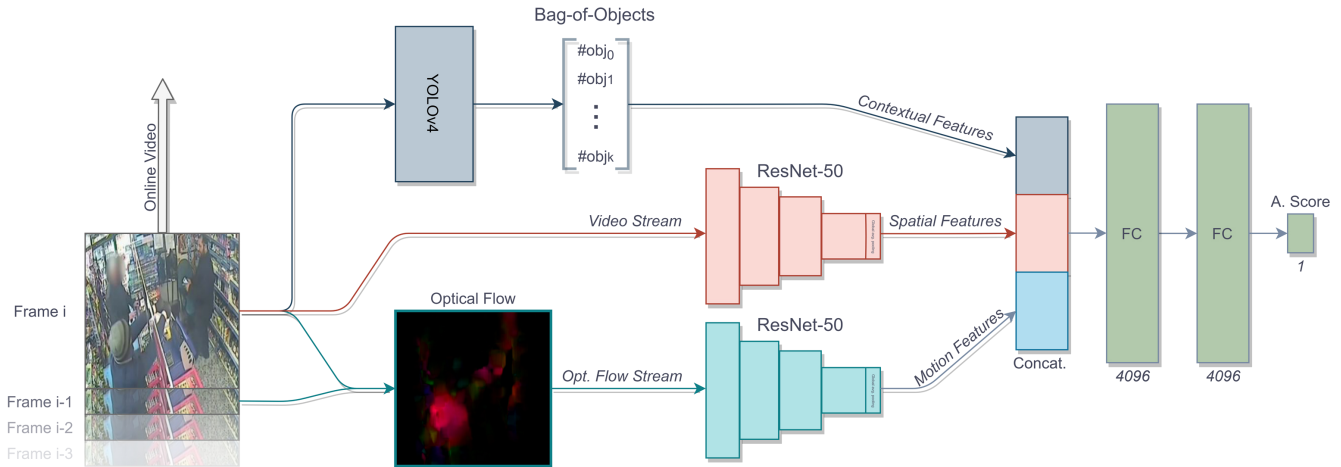 Bag-of-Objects
#obj0
#obj1
#objk
YOLOv4
Online Video
Contextual Features
ResNet-50
Video Stream
Spatial Features
A. Score
FC
FC
1
Frame i
Optical Flow
ResNet-50
Opt. Flow Stream
Motion Features
Concat.
4096
4096
Frame i-1
Frame i-2
Frame i-3